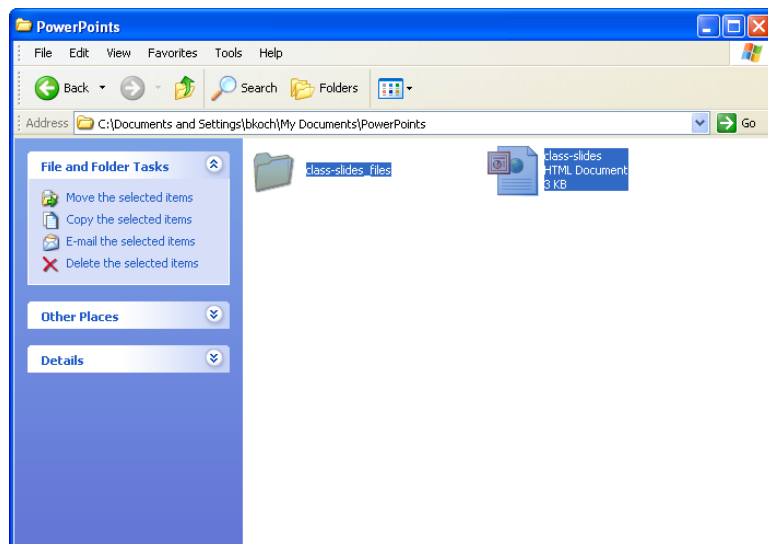 PowerPoints
File Edit View Favorites Tools Help
Back Search Folders
Address C:\Documents and Settings\bkoch\My Documents\PowerPoints Go
File and Folder Tasks
Move the selected items
Copy the selected items
E-mail the selected items
Delete the selected items
Other Places
Details
class-slides_files
class-slides
HTML Document
3 KB